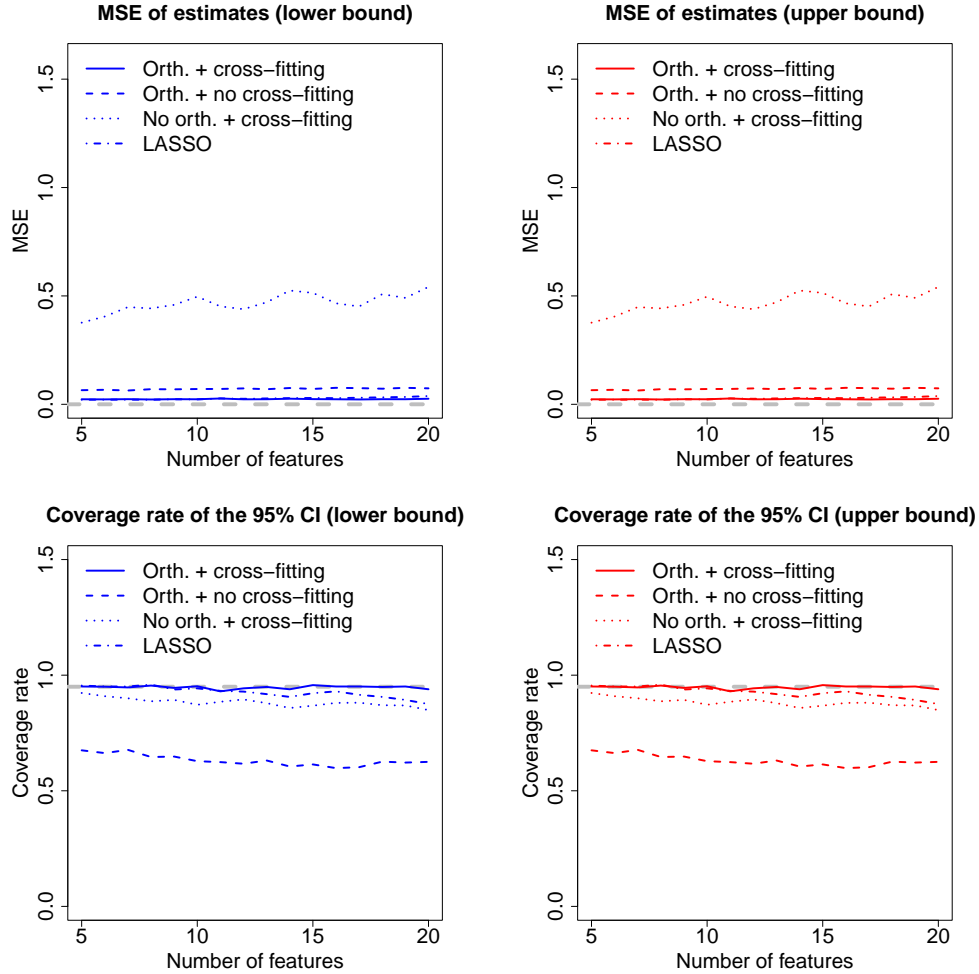 MSE of estimates (lower bound)
MSE
0.0 0.5 1.0 1.5
Orth. + cross−fitting
Orth. + no cross−fitting
No orth. + cross−fitting
LASSO
5 10 15 20
Number of features
MSE of estimates (upper bound)
MSE
0.0 0.5 1.0 1.5
Orth. + cross−fitting
Orth. + no cross−fitting
No orth. + cross−fitting
LASSO
5 10 15 20
Number of features
Coverage rate of the 95% CI (lower bound)
Coverage rate
0.0 0.5 1.0 1.5
Orth. + cross−fitting
Orth. + no cross−fitting
No orth. + cross−fitting
LASSO
5 10 15 20
Number of features
Coverage rate of the 95% CI (upper bound)
Coverage rate
0.0 0.5 1.0 1.5
Orth. + cross−fitting
Orth. + no cross−fitting
No orth. + cross−fitting
LASSO
5 10 15 20
Number of features